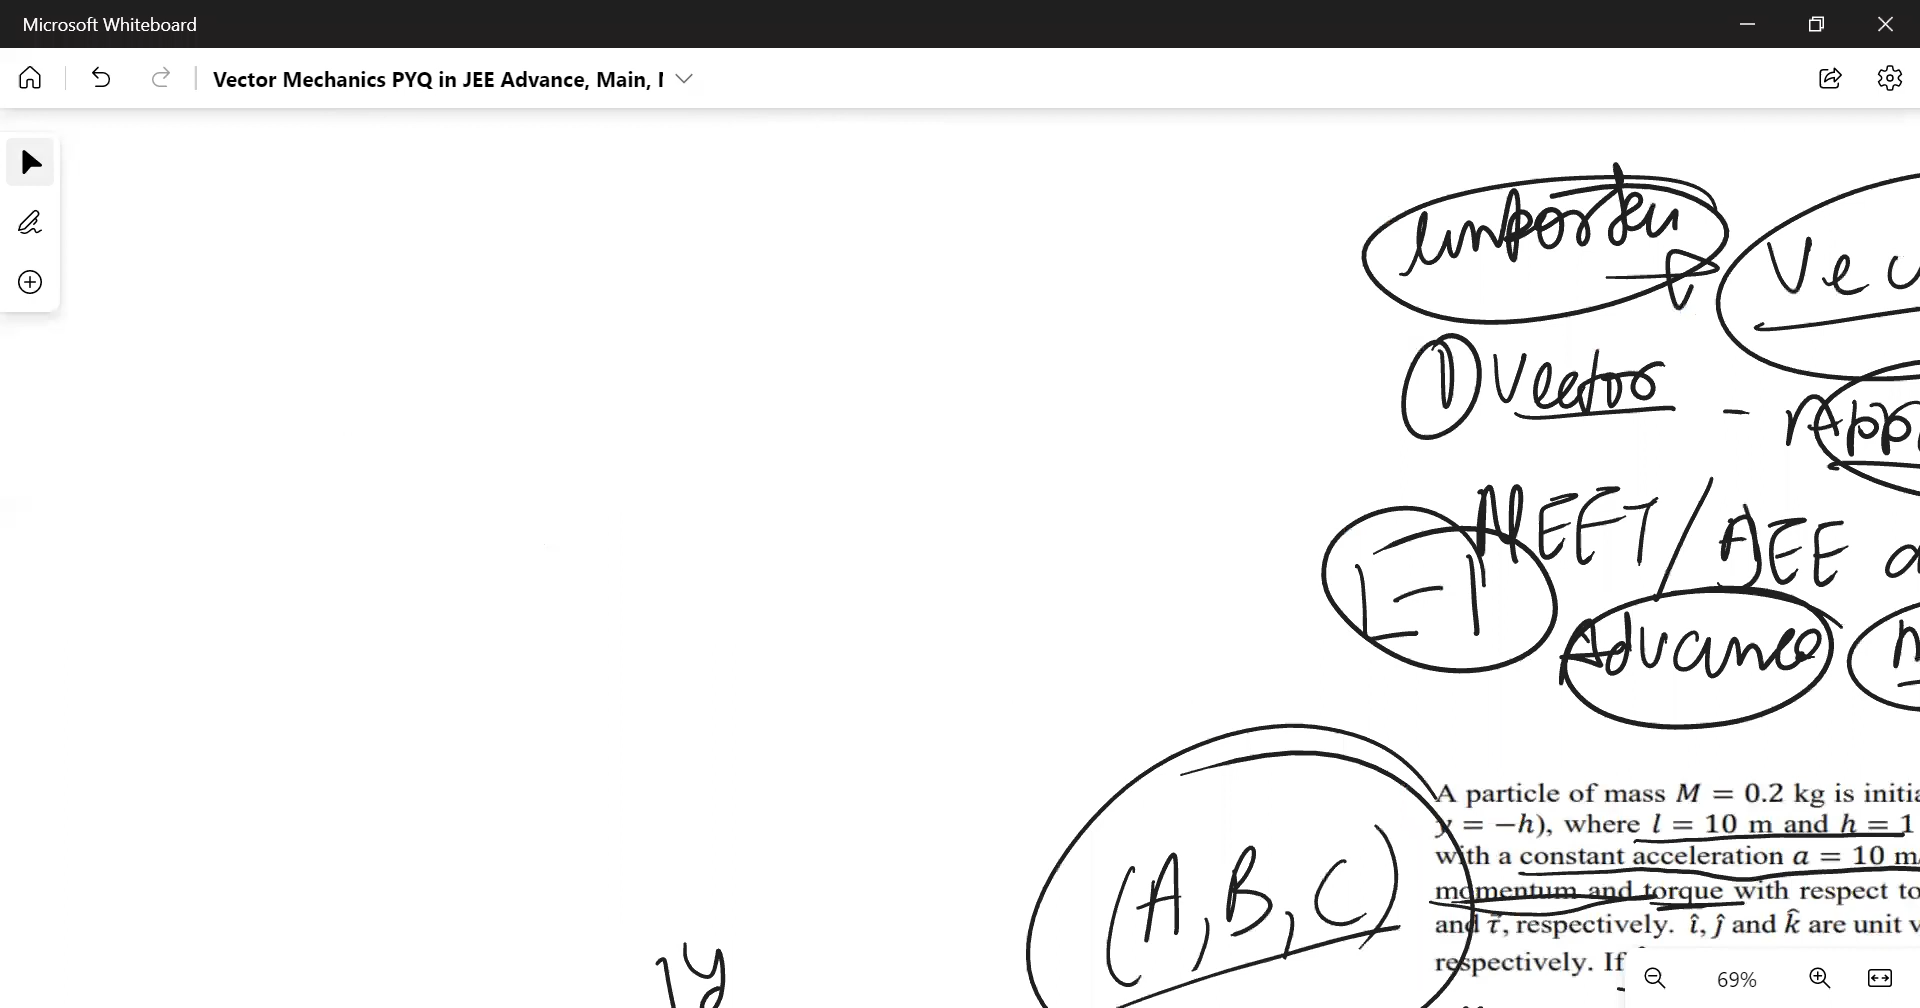 Microsoft Whiteboard
Vector Mechanics PYQ in JEE Advance, Main, 
Vec
① Vector - App
NEET/JEE
Advance
A particle of mass M = 0.2 kg is initia
y = −h), where l = 10 m and h = 1
with a constant acceleration a = 10 m
momentum and torque with respect to
(A, B, C)
and τ⃗, respectively. î, ĵ and k̂ are unit v
respectively. If
y
69%